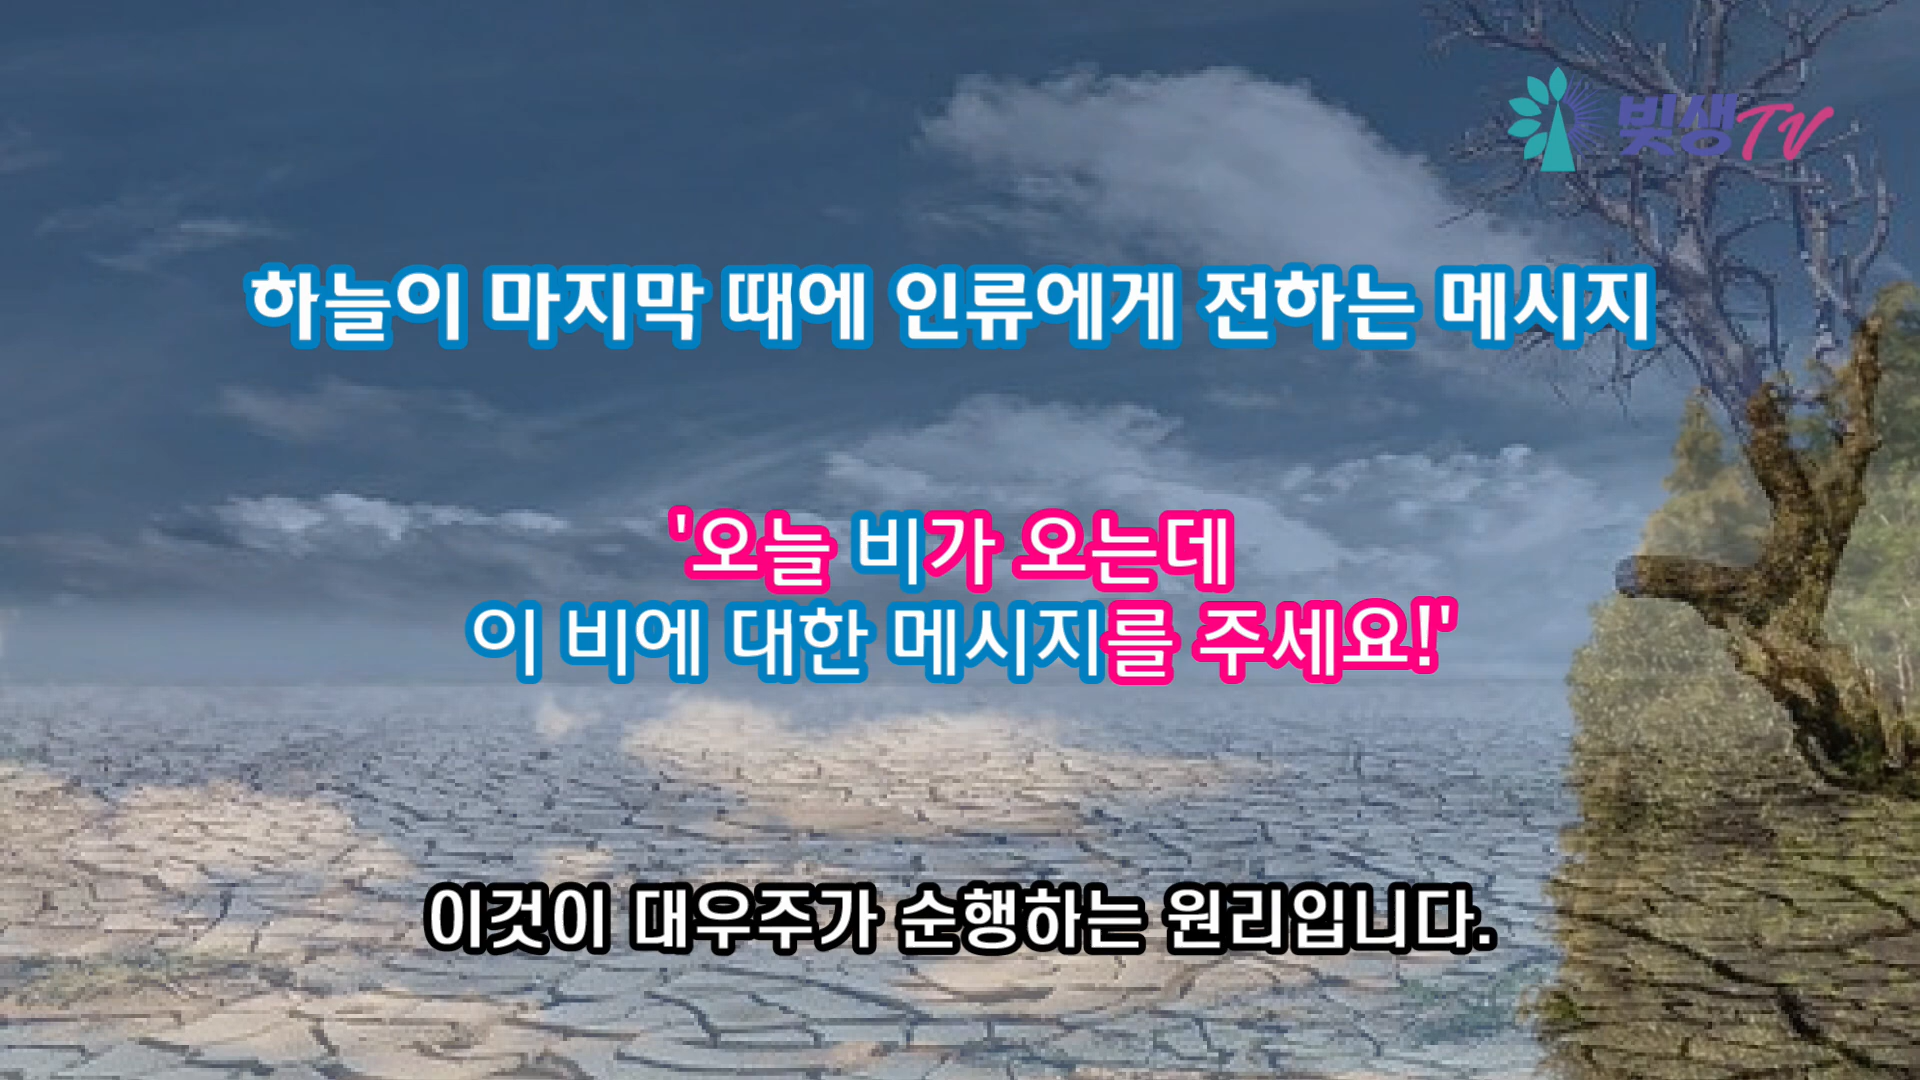 빛생TV
하늘이 마지막 때에 인류에게 전하는 메시지
'오늘 비가 오는데
이 비에 대한 메시지를 주세요!'
이것이 대우주가 순행하는 원리입니다.